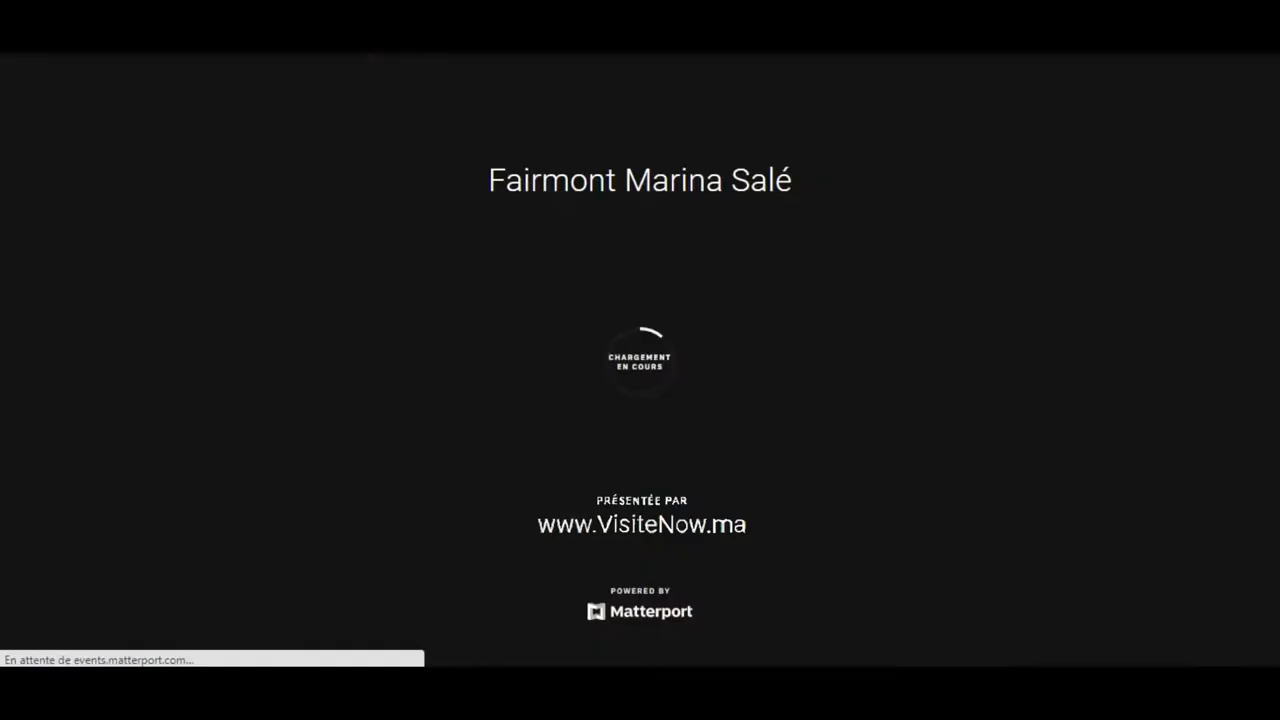 Fairmont Marina Salé
CHARGEMENT
EN COURS
PRÉSENTÉE PAR
www.VisiteNow.ma
POWERED BY
Matterport
En attente de events.matterport.com...